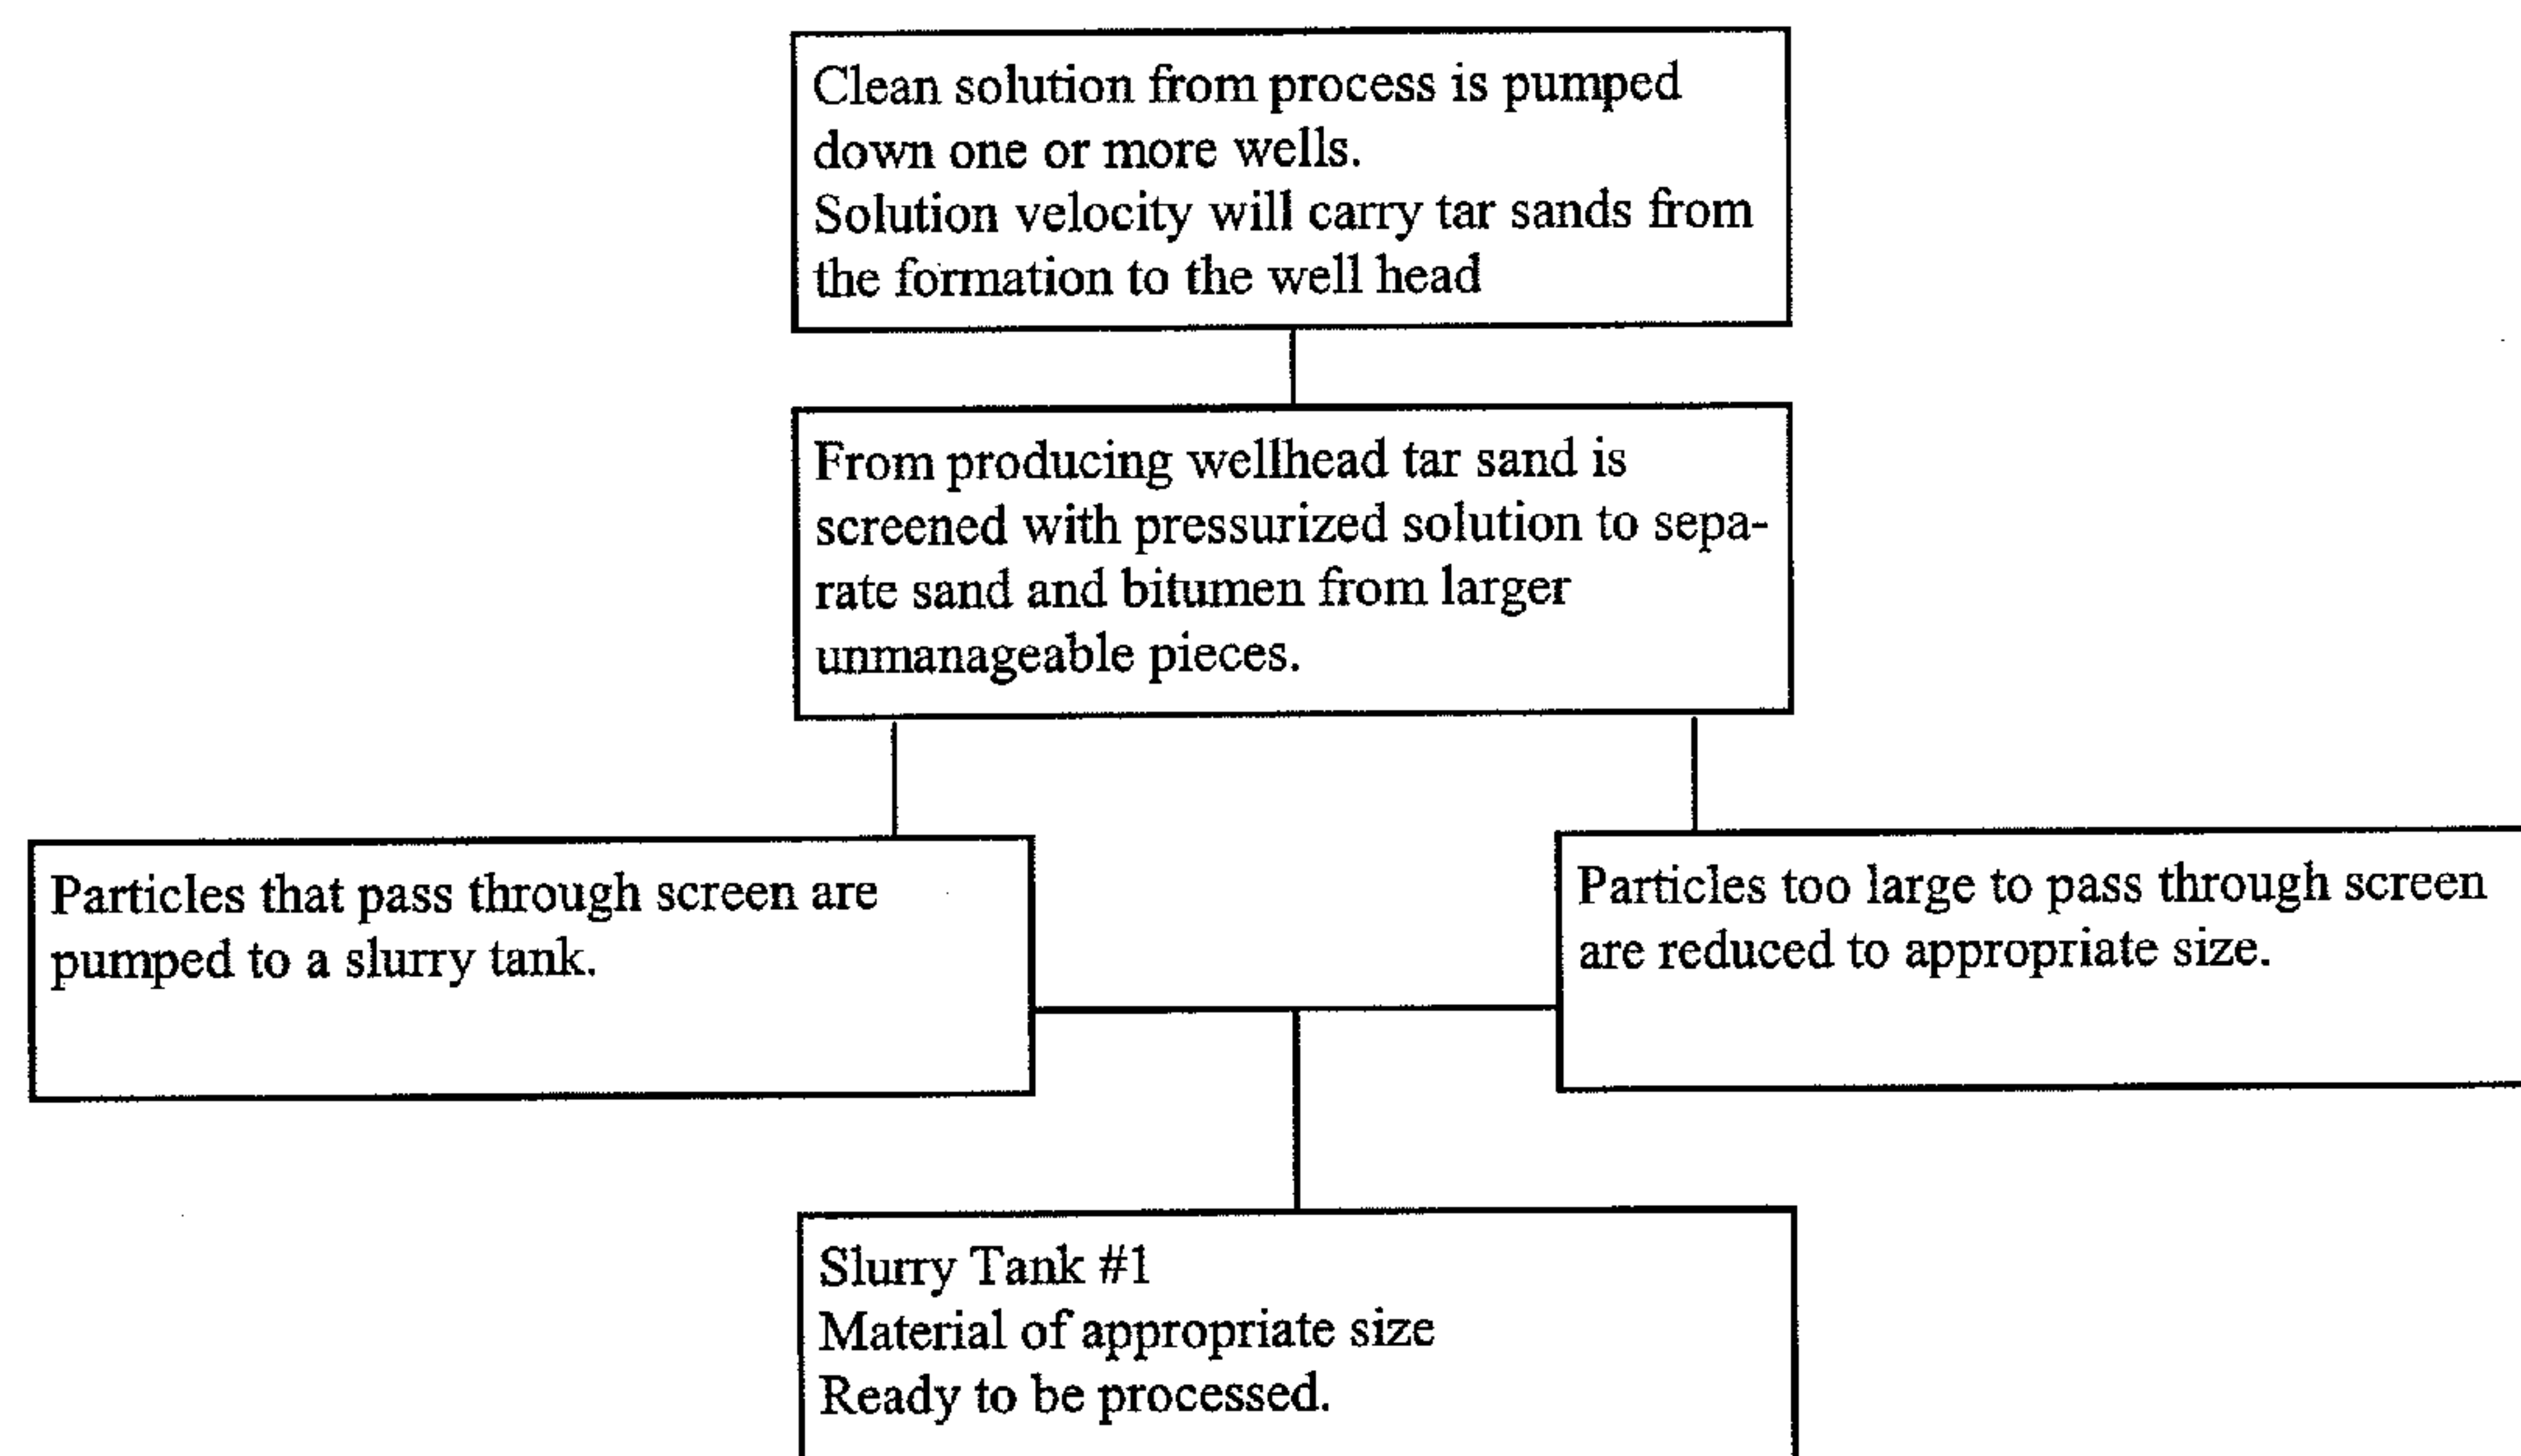 Clean solution from process is pumped
down one or more wells.
Solution velocity will carry tar sands from
the formation to the well head
From producing wellhead tar sand is
screened with pressurized solution to sepa-
rate sand and bitumen from larger
unmanageable pieces.
Particles that pass through screen are
pumped to a slurry tank.
Particles too large to pass through screen
are reduced to appropriate size.
Slurry Tank #1
Material of appropriate size
Ready to be processed.